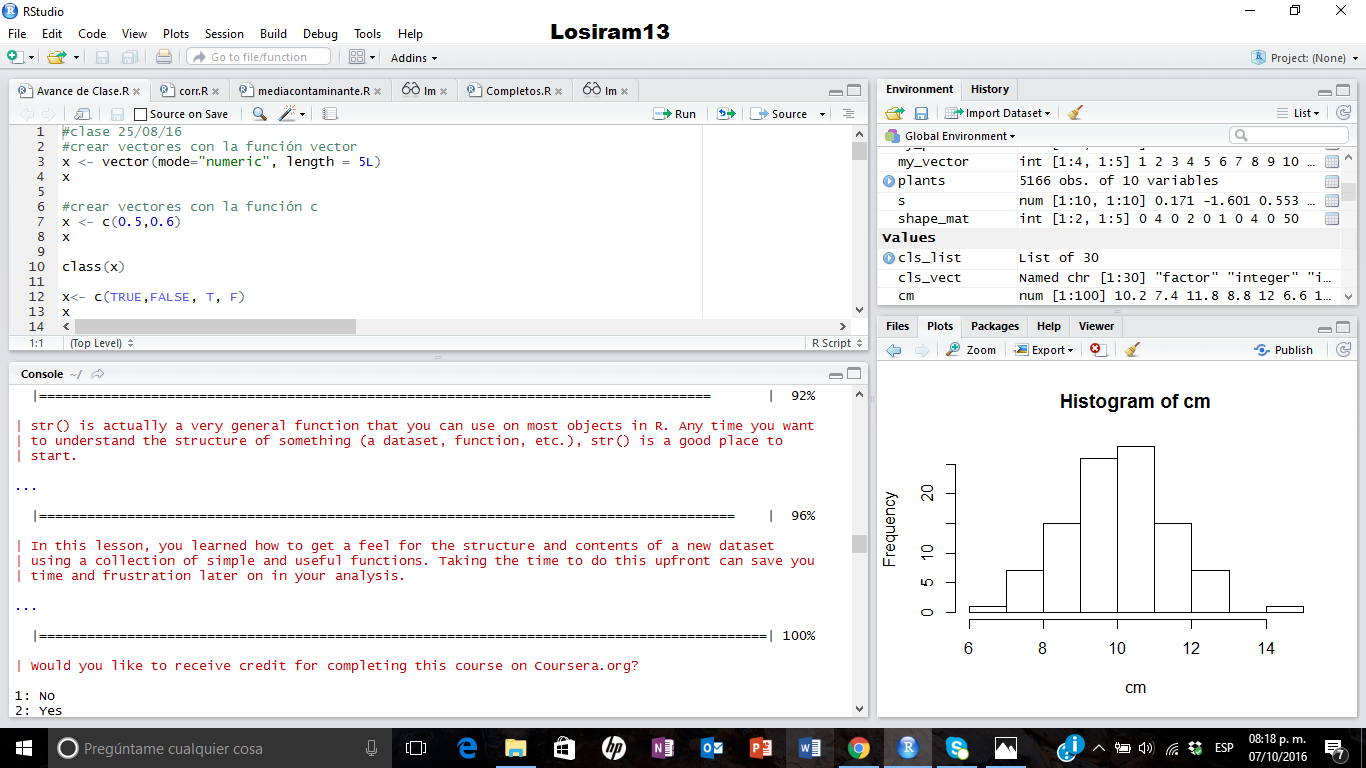 RStudio
Losiram13
File Edit Code View Plots Session Build Debug Tools Help
Go to file/function Addins Project: (None)
Avance de Clase.R corr.R mediacontaminante.R lm Completos.R lm
Source on Save Run Source
1 #clase 25/08/16
2 #crear vectores con la función vector
3 x <- vector(mode="numeric", length = 5L)
4 x
5
6 #crear vectores con la función c
7 x <- c(0.5,0.6)
8 x
9
10 class(x)
11
12 x<- c(TRUE,FALSE, T, F)
13 x
14
1:1 (Top Level) R Script
Console ~/
|======================================================================================= | 92%
| str() is actually a very general function that you can use on most objects in R. Any time you want
| to understand the structure of something (a dataset, function, etc.), str() is a good place to
| start.
...
|========================================================================================== | 96%
| In this lesson, you learned how to get a feel for the structure and contents of a new dataset
| using a collection of simple and useful functions. Taking the time to do this upfront can save you
| time and frustration later on in your analysis.
...
|==============================================================================================| 100%
| Would you like to receive credit for completing this course on Coursera.org?
1: No
2: Yes
Environment History
Import Dataset List
Global Environment
my_vector int [1:4, 1:5] 1 2 3 4 5 6 7 8 9 10 ...
plants 5166 obs. of 10 variables
s num [1:10, 1:10] 0.171 -1.601 0.553 ...
shape_mat int [1:2, 1:5] 0 4 0 2 0 1 0 4 0 50
Values
cls_list List of 30
cls_vect Named chr [1:30] "factor" "integer" "i...
cm num [1:100] 10.2 7.4 11.8 8.8 12 6.6 1...
Files Plots Packages Help Viewer
Zoom Export Publish
Histogram of cm
Frequency
20
10
5
0
6 8 10 12 14
cm
Pregúntame cualquier cosa
ESP
08:18 p. m.
07/10/2016
7